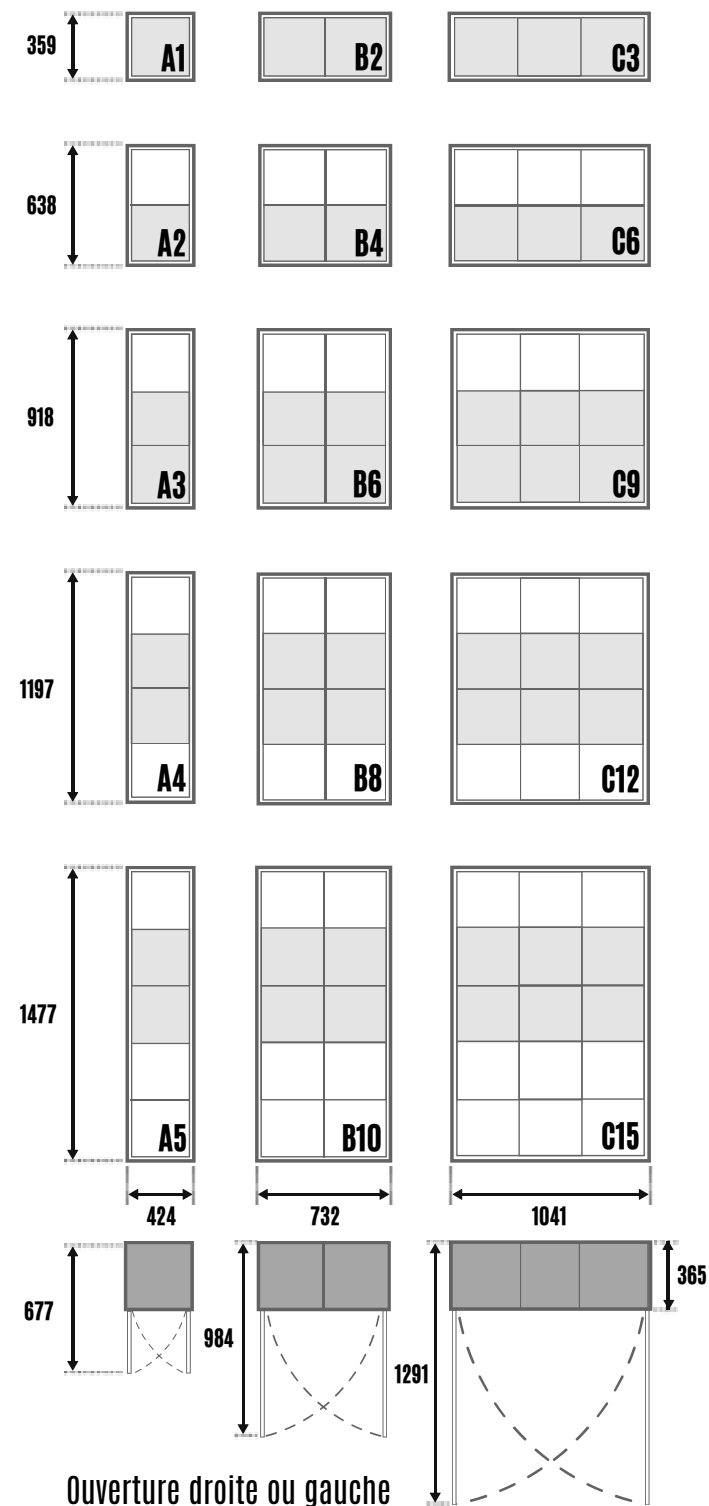 359
A1
B2
C3
638
A2
B4
C6
918
A3
B6
C9
1197
A4
B8
C12
1477
A5
B10
C15
424
732
1041
677
984
1291
365
Ouverture droite ou gauche